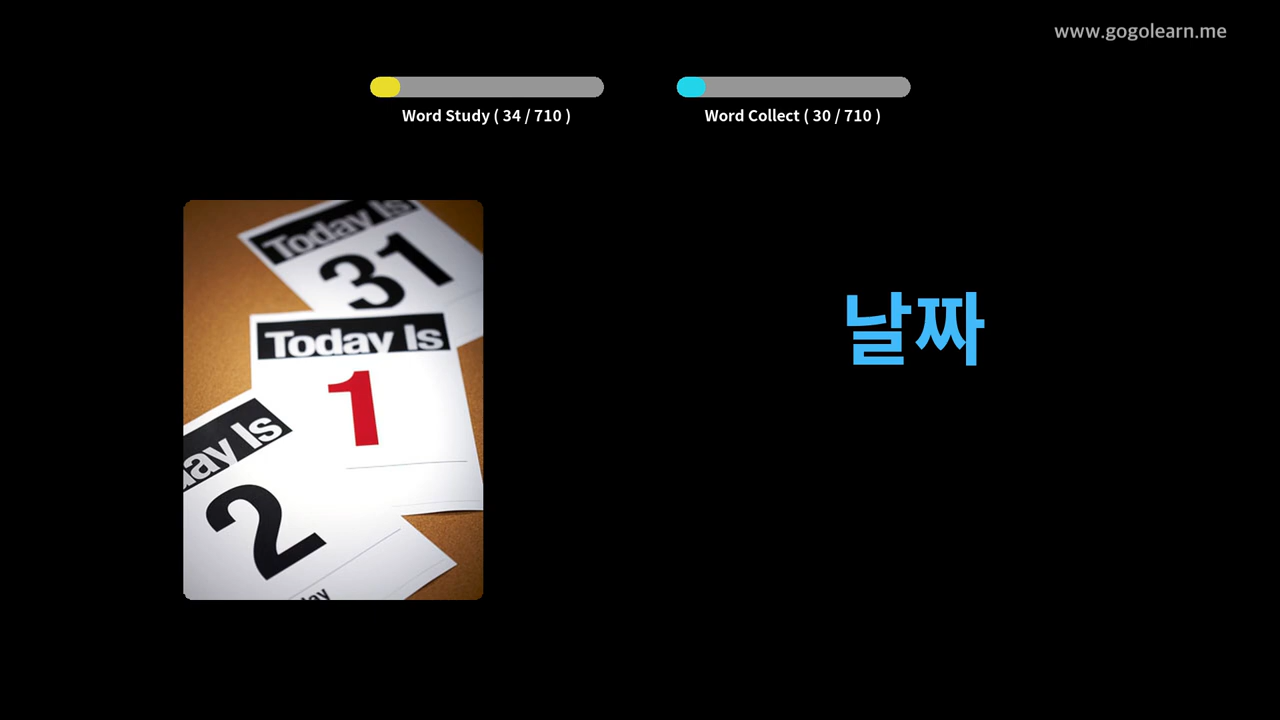 www.gogolearn.me
Word Study ( 34 / 710 )
Word Collect ( 30 / 710 )
Today Is
31
Today Is
1
ay Is
2
날짜